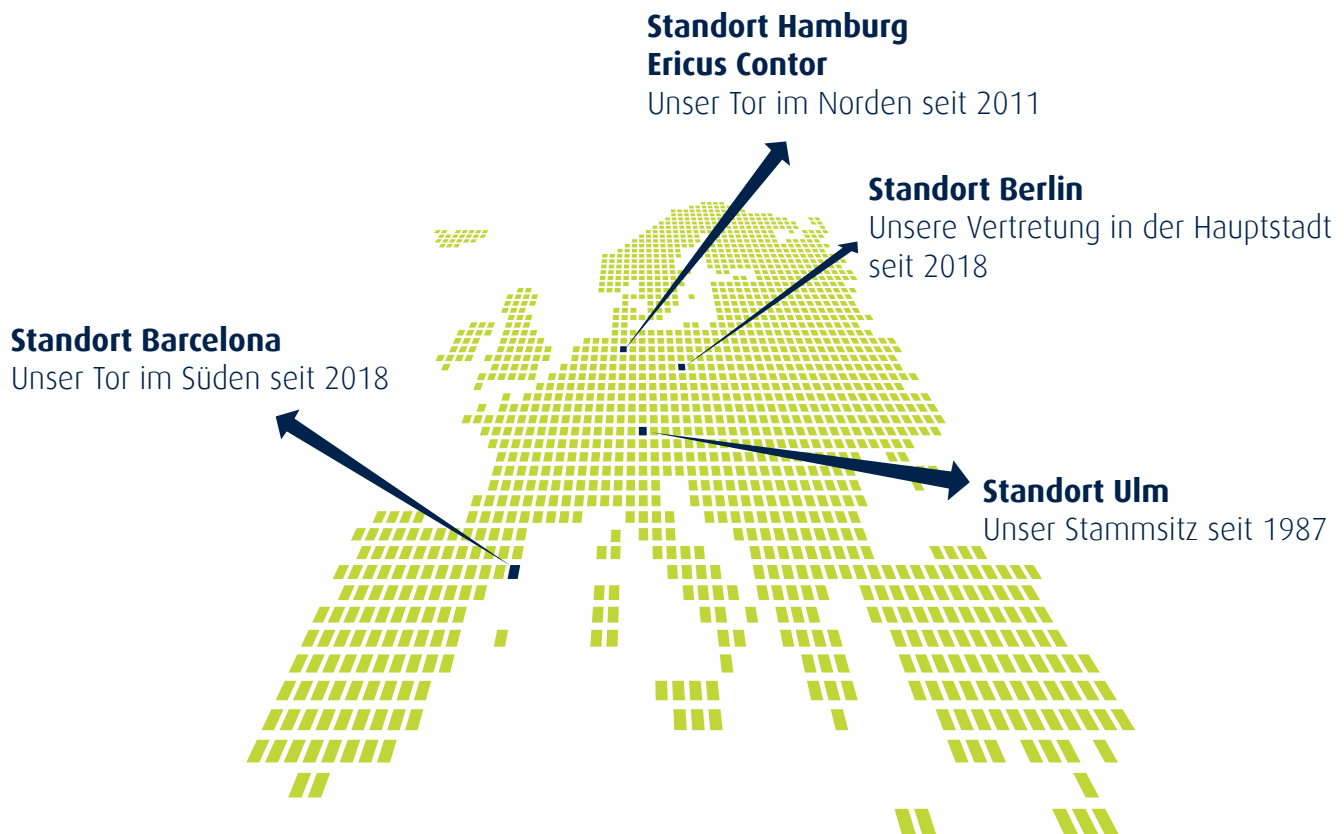 Standort Hamburg
Ericus Contor
Unser Tor im Norden seit 2011
Standort Berlin
Unsere Vertretung in der Hauptstadt
seit 2018
Standort Barcelona
Unser Tor im Süden seit 2018
Standort Ulm
Unser Stammsitz seit 1987